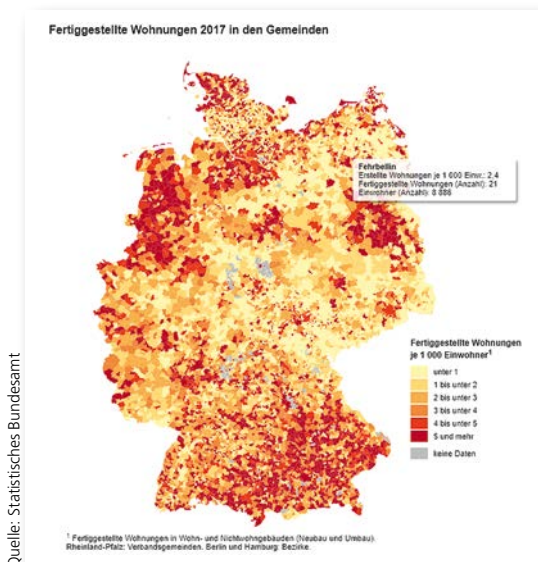 Fertiggestellte Wohnungen 2017 in den Gemeinden
Fehrbellin
Erstellte Wohnungen je 1 000 Einw.: 2,4
Fertiggestellte Wohnungen (Anzahl): 21
Einwohner (Anzahl): 8 886
Fertiggestellte Wohnungen
je 1 000 Einwohner¹
unter 1
1 bis unter 2
2 bis unter 3
3 bis unter 4
4 bis unter 5
5 und mehr
keine Daten
¹ Fertiggestellte Wohnungen in Wohn- und Nichtwohngebäuden (Neubau und Umbau).
Rheinland-Pfalz: Verbandsgemeinden. Berlin und Hamburg: Bezirke.
Quelle: Statistisches Bundesamt